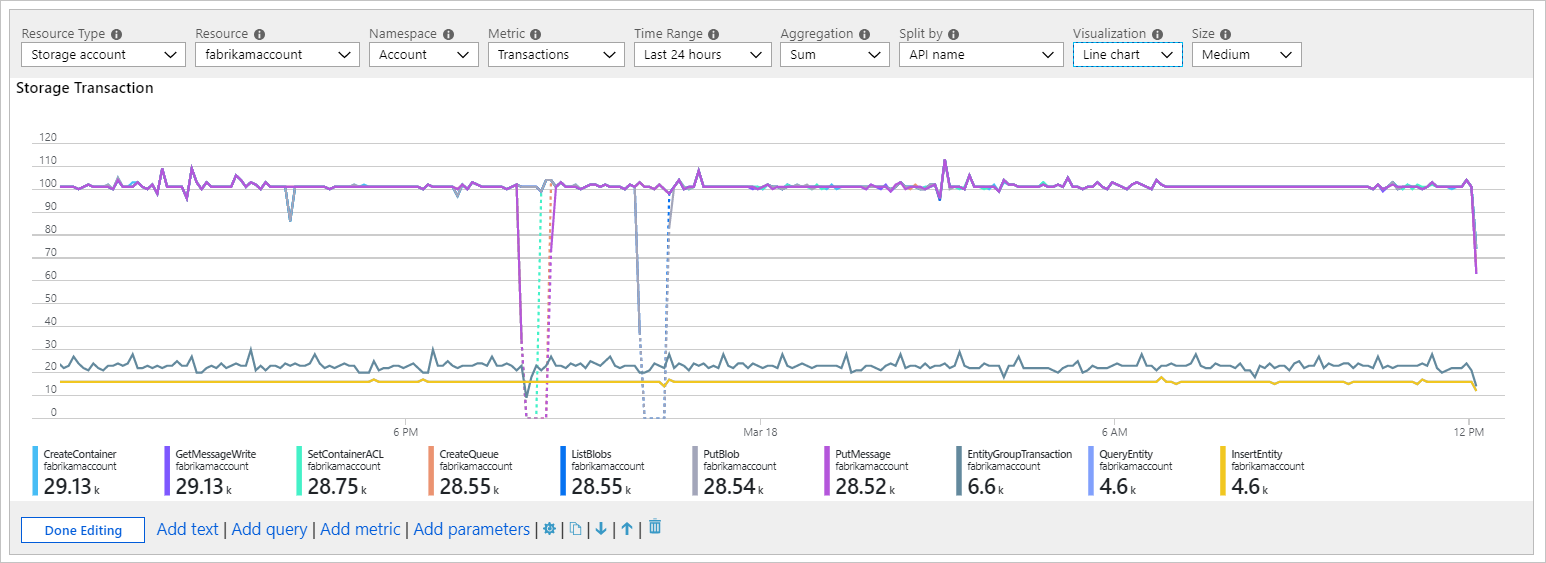 Resource Type Resource Namespace Metric Time Range Aggregation Split by Visualization Size
Storage account fabrikamaccount Account Transactions Last 24 hours Sum API name Line chart Medium
Storage Transaction
120
110
100
90
80
70
60
50
40
30
20
10
0
6 PM Mar 18 6 AM 12 PM
CreateContainer GetMessageWrite SetContainerACL CreateQueue ListBlobs PutBlob PutMessage EntityGroupTransaction QueryEntity InsertEntity
fabrikamaccount fabrikamaccount fabrikamaccount fabrikamaccount fabrikamaccount fabrikamaccount fabrikamaccount fabrikamaccount fabrikamaccount fabrikamaccount
29.13 k 29.13 k 28.75 k 28.55 k 28.55 k 28.54 k 28.52 k 6.6 k 4.6 k 4.6 k
Done Editing Add text | Add query | Add metric | Add parameters | | | | |